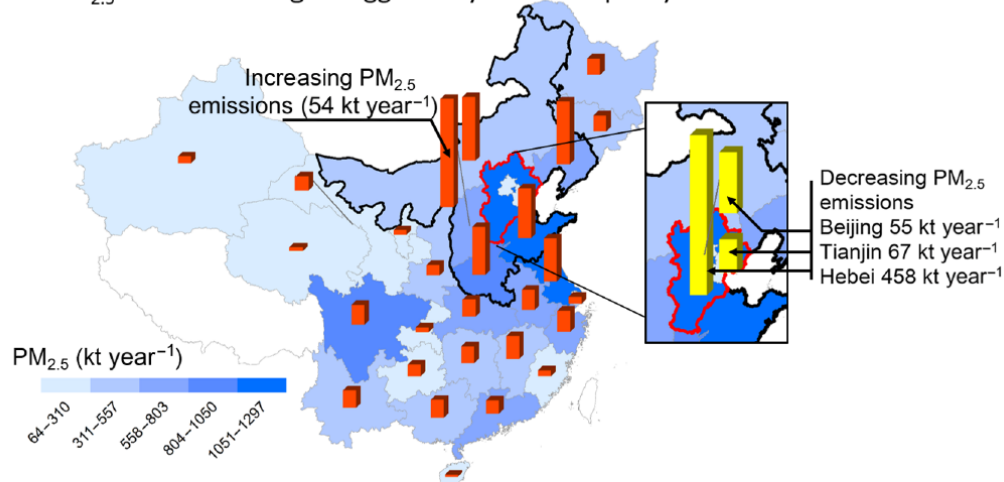 2.5
Increasing PM2.5
emissions (54 kt year⁻¹)
Decreasing PM2.5
emissions
Beijing 55 kt year⁻¹
Tianjin 67 kt year⁻¹
Hebei 458 kt year⁻¹
PM2.5 (kt year⁻¹)
64–310
311–557
558–803
804–1050
1051–1297